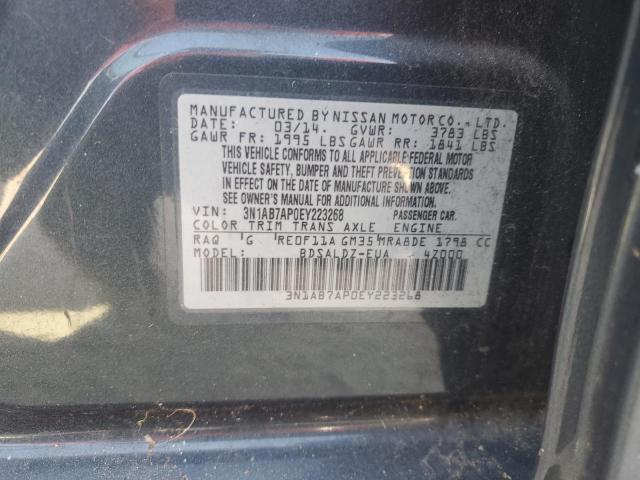 MANUFACTURED BY NISSAN MOTOR CO., LTD.
DATE: 03/14. GVWR: 3783 LBS
GAWR FR: 1995 LBS GAWR RR: 1841 LBS
THIS VEHICLE CONFORMS TO ALL APPLICABLE FEDERAL MOTOR
VEHICLE SAFETY, BUMPER AND THEFT PREVENTION STANDARDS
IN EFFECT ON THE DATE OF MANUFACTURE SHOWN ABOVE.
SEE OWNER'S MANUAL FOR ADDITIONAL INFORMATION.
VIN: 3N1AB7AP0EY223268 PASSENGER CAR.
COLOR TRIM TRANS AXLE ENGINE
RAQ G RE0F11A GM35 MRA8DE 1798 CC
MODEL: BDSALDZ-EUA 47000
3N1AB7AP0EY223268